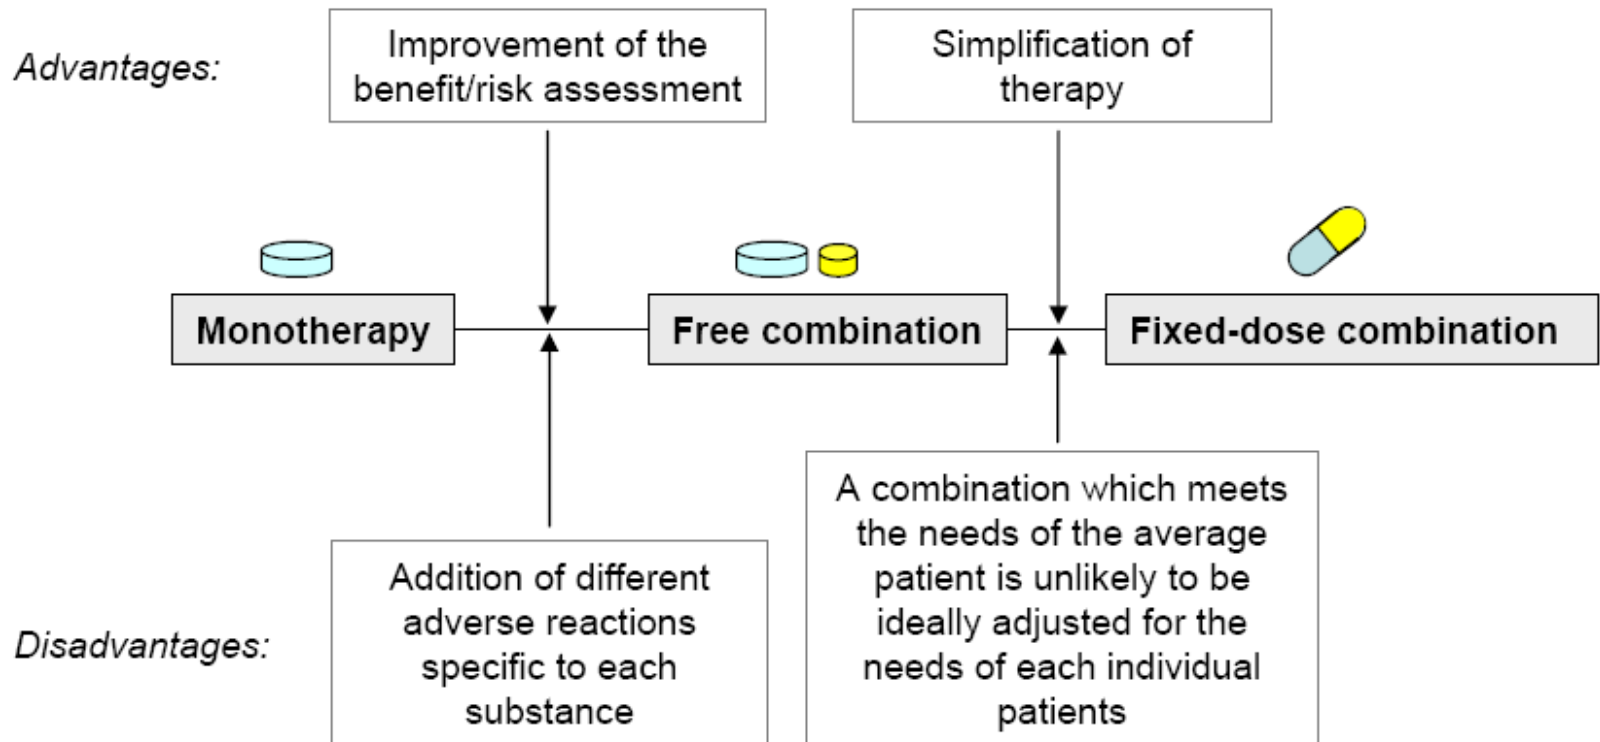 Advantages:
Improvement of the
benefit/risk assessment
Simplification of
therapy
Monotherapy
Free combination
Fixed-dose combination
Disadvantages:
Addition of different
adverse reactions
specific to each
substance
A combination which meets
the needs of the average
patient is unlikely to be
ideally adjusted for the
needs of each individual
patients